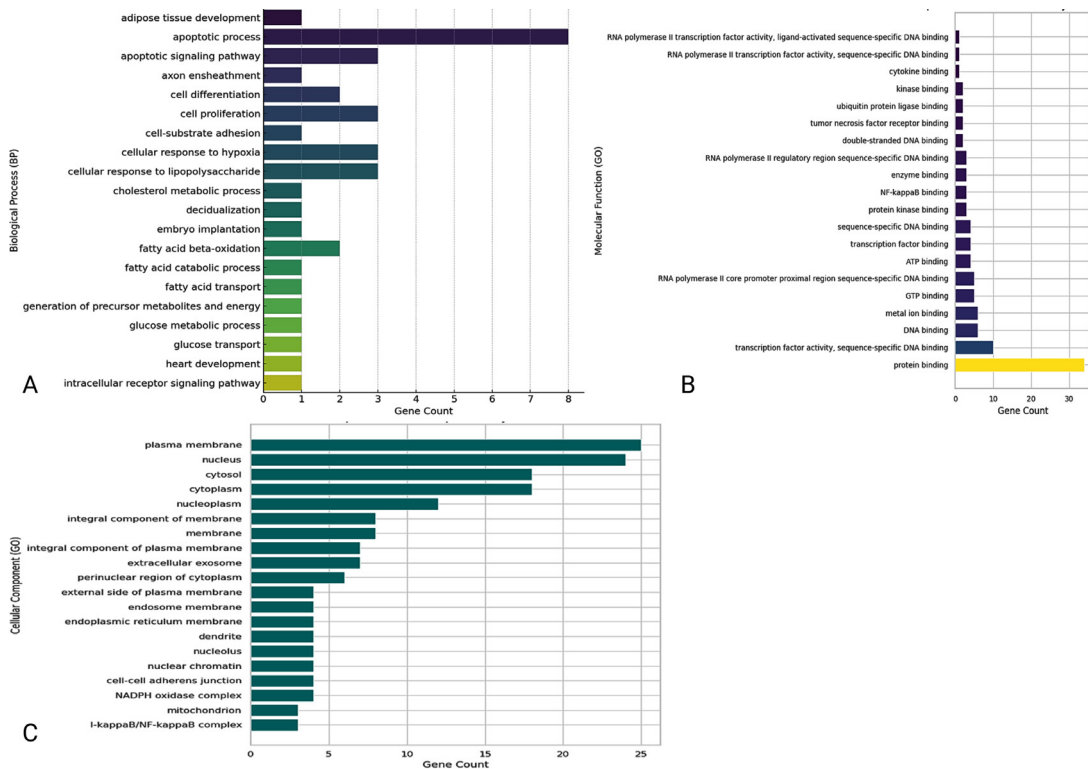 Biological Process (BP)
adipose tissue development
apoptotic process
apoptotic signaling pathway
axon ensheathment
cell differentiation
cell proliferation
cell-substrate adhesion
cellular response to hypoxia
cellular response to lipopolysaccharide
cholesterol metabolic process
decidualization
embryo implantation
fatty acid beta-oxidation
fatty acid catabolic process
fatty acid transport
generation of precursor metabolites and energy
glucose metabolic process
glucose transport
heart development
intracellular receptor signaling pathway
0 1 2 3 4 5 6 7 8
Gene Count
A
Molecular Function (GO)
RNA polymerase II transcription factor activity, ligand-activated sequence-specific DNA binding
RNA polymerase II transcription factor activity, sequence-specific DNA binding
cytokine binding
kinase binding
ubiquitin protein ligase binding
tumor necrosis factor receptor binding
double-stranded DNA binding
RNA polymerase II regulatory region sequence-specific DNA binding
enzyme binding
NF-kappaB binding
protein kinase binding
sequence-specific DNA binding
transcription factor binding
ATP binding
RNA polymerase II core promoter proximal region sequence-specific DNA binding
GTP binding
metal ion binding
DNA binding
transcription factor activity, sequence-specific DNA binding
protein binding
0 10 20 30
Gene Count
B
Cellular Component (GO)
plasma membrane
nucleus
cytosol
cytoplasm
nucleoplasm
integral component of membrane
membrane
integral component of plasma membrane
extracellular exosome
perinuclear region of cytoplasm
external side of plasma membrane
endosome membrane
endoplasmic reticulum membrane
dendrite
nucleolus
nuclear chromatin
cell-cell adherens junction
NADPH oxidase complex
mitochondrion
I-kappaB/NF-kappaB complex
0 5 10 15 20 25
Gene Count
C